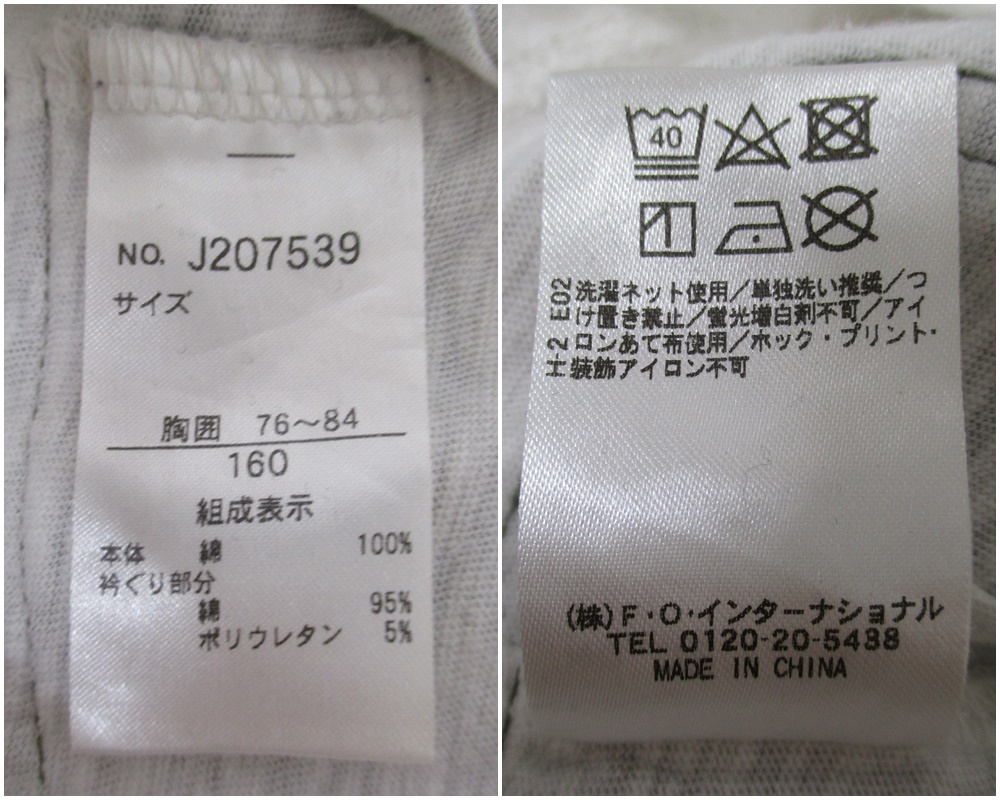 NO. J207539
サイズ
胸囲 76～84
160
組成表示
本体 綿 100%
衿ぐり部分
綿 95%
ポリウレタン 5%
40
E02
H 2
洗濯ネット使用／単独洗い推奨／つ
け置き禁止／蛍光増白剤不可／アイ
ロンあて布使用／ホック・プリント・
装飾アイロン不可
(株)F・O・インターナショナル
TEL 0120-20-5488
MADE IN CHINA